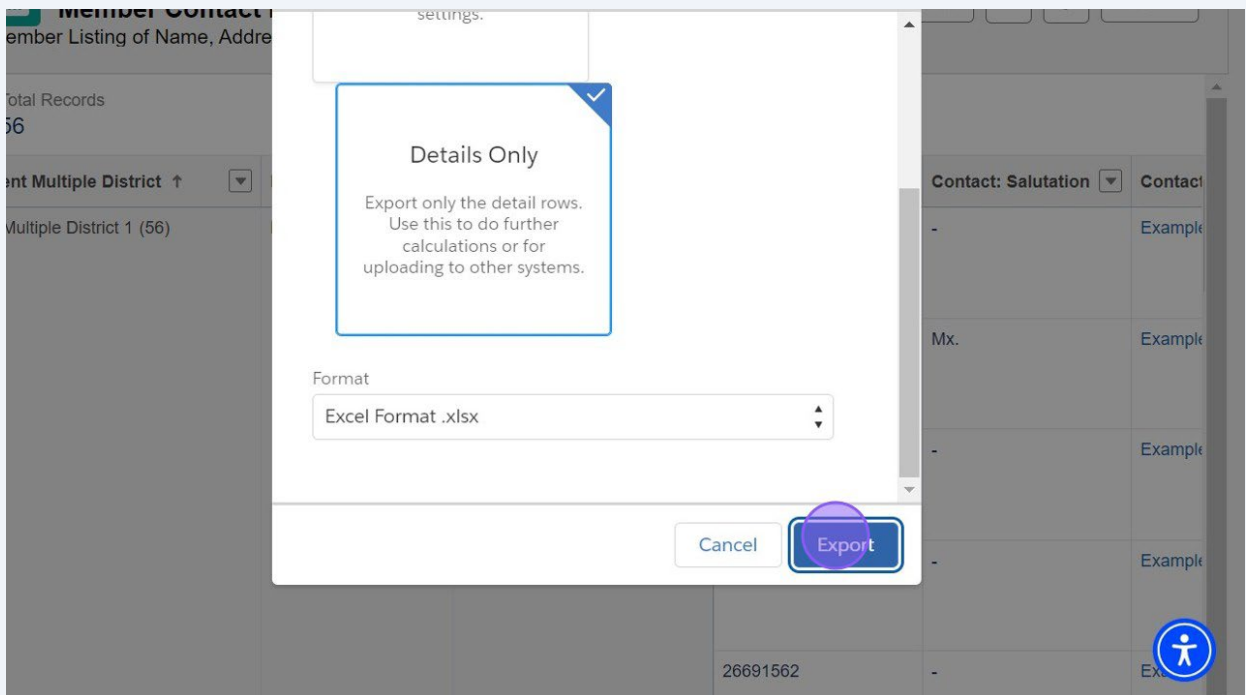 Member Contact
ember Listing of Name, Addre
settings.
Total Records
56
ent Multiple District ↑
Contact: Salutation
Contact
Multiple District 1 (56)
-
Example
Details Only
Export only the detail rows.
Use this to do further
calculations or for
uploading to other systems.
Mx.
Example
Format
Excel Format .xlsx
-
Example
Cancel
Export
-
Example
26691562
-